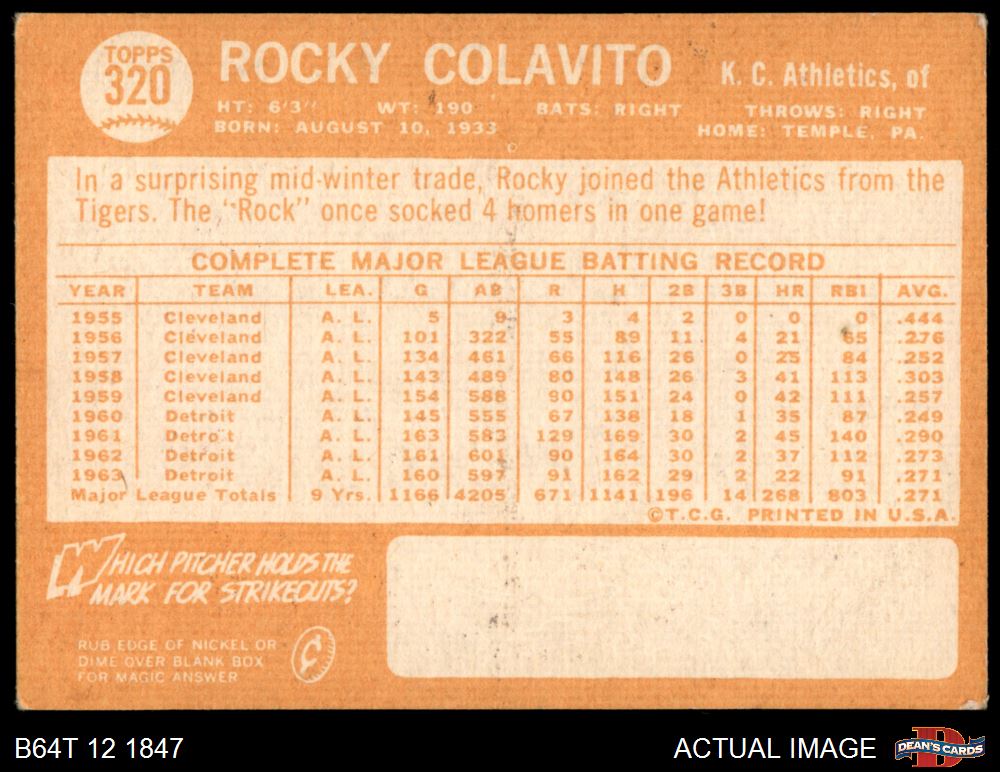 TOPPS
320
ROCKY COLAVITO
K. C. Athletics, of
HT: 6'3" WT: 190 BATS: RIGHT THROWS: RIGHT
BORN: AUGUST 10, 1933 HOME: TEMPLE, PA.
In a surprising mid-winter trade, Rocky joined the Athletics from the
Tigers. The "Rock" once socked 4 homers in one game!
COMPLETE MAJOR LEAGUE BATTING RECORD
YEAR TEAM LEA. G AB R H 2B 3B HR RBI AVG.
1955 Cleveland A. L. 5 9 3 4 2 0 0 0 .444
1956 Cleveland A. L. 101 322 55 89 11 4 21 65 .276
1957 Cleveland A. L. 134 461 66 116 26 0 25 84 .252
1958 Cleveland A. L. 143 489 80 148 26 3 41 113 .303
1959 Cleveland A. L. 154 588 90 151 24 0 42 111 .257
1960 Detroit A. L. 145 555 67 138 18 1 35 87 .249
1961 Detroit A. L. 163 583 129 169 30 2 45 140 .290
1962 Detroit A. L. 161 601 90 164 30 2 37 112 .273
1963 Detroit A. L. 160 597 91 162 29 2 22 91 .271
Major League Totals 9 Yrs. 1166 4205 671 1141 196 14 268 803 .271
©T.C.G. PRINTED IN U.S.A.
WHICH PITCHER HOLDS THE
MARK FOR STRIKEOUTS?
RUB EDGE OF NICKEL OR
DIME OVER BLANK BOX
FOR MAGIC ANSWER
¢
B64T 12 1847 ACTUAL IMAGE DEAN'S CARDS